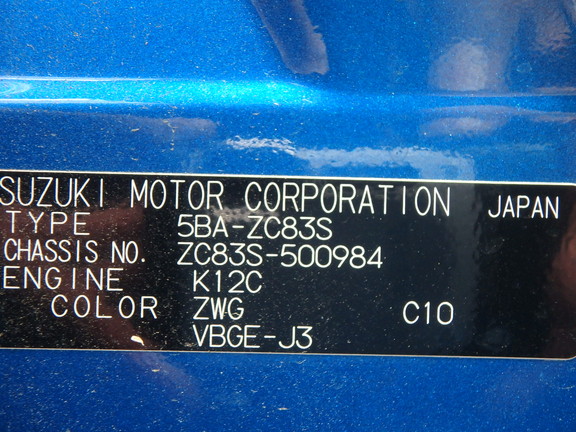 SUZUKI MOTOR CORPORATION JAPAN
TYPE 5BA-ZC83S
CHASSIS NO. ZC83S-500984
ENGINE K12C
COLOR ZWG C10
VBGE-J3